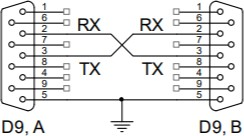 1 1
6 RX RX 6
2 2
7 7
3 3
8 TX TX 8
4 4
9 9
5 5
D9, A D9, B